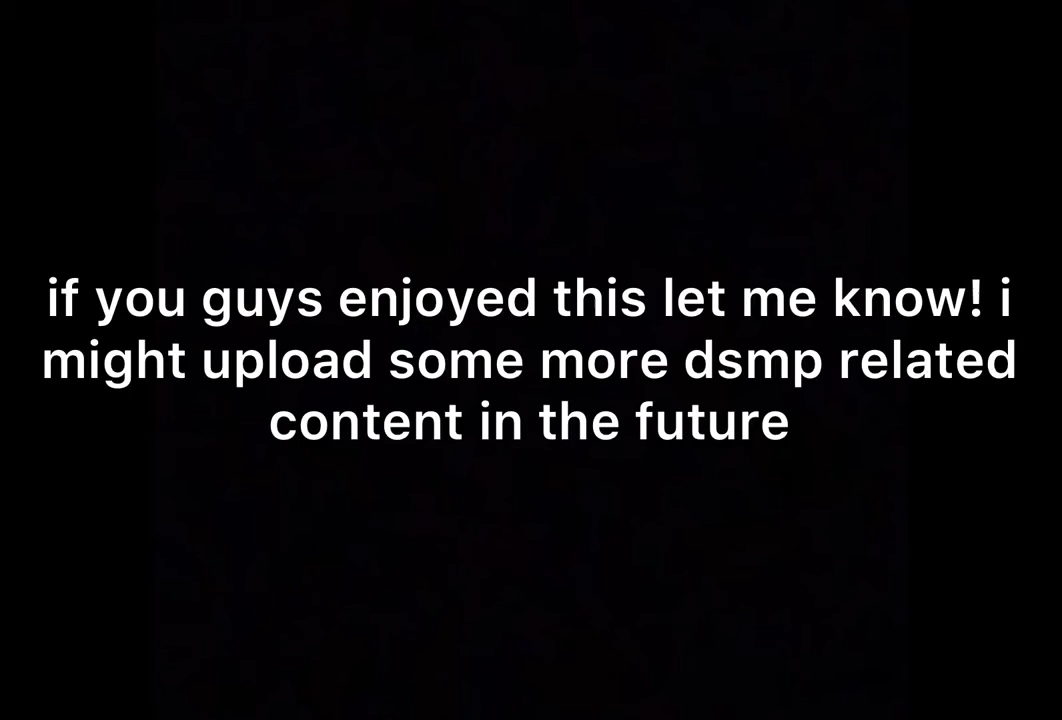 if you guys enjoyed this let me know! i
might upload some more dsmp related
content in the future